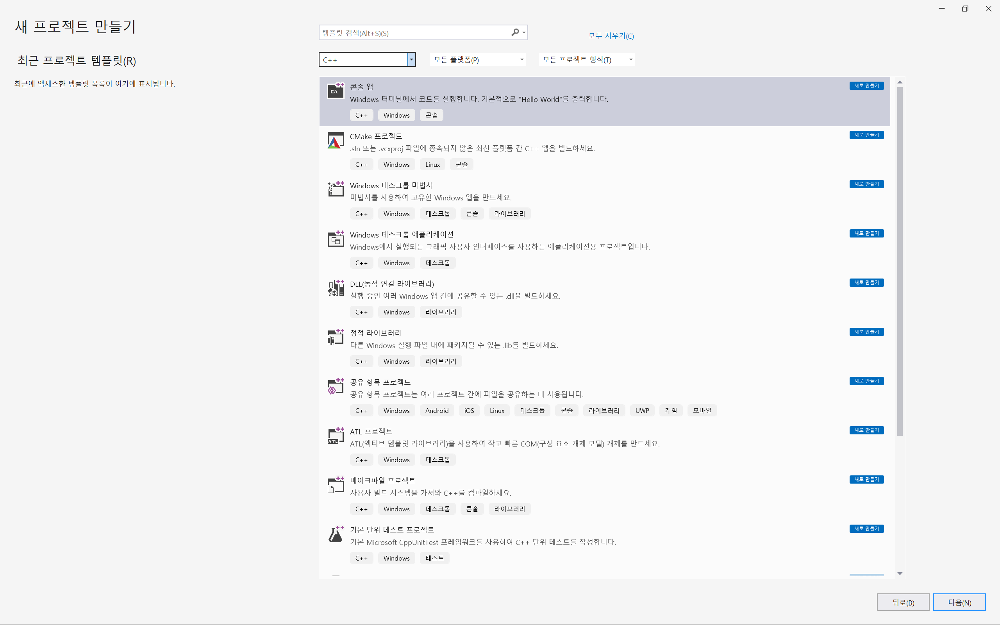 새 프로젝트 만들기
최근 프로젝트 템플릿(R)
최근에 액세스한 템플릿 목록이 여기에 표시됩니다.
템플릿 검색(Alt+S)(S)
모두 지우기(C)
C++
모든 플랫폼(P)
모든 프로젝트 형식(T)
콘솔 앱
새로 만들기
Windows 터미널에서 코드를 실행합니다. 기본적으로 "Hello World"를 출력합니다.
C++ Windows 콘솔
CMake 프로젝트
새로 만들기
.sln 또는 .vcxproj 파일에 종속되지 않은 최신 플랫폼 간 C++ 앱을 빌드하세요.
C++ Windows Linux 콘솔
Windows 데스크톱 마법사
새로 만들기
마법사를 사용하여 고유한 Windows 앱을 만드세요.
C++ Windows 데스크톱 콘솔 라이브러리
Windows 데스크톱 애플리케이션
새로 만들기
Windows에서 실행되는 그래픽 사용자 인터페이스를 사용하는 애플리케이션용 프로젝트입니다.
C++ Windows 데스크톱
DLL(동적 연결 라이브러리)
새로 만들기
실행 중인 여러 Windows 앱 간에 공유할 수 있는 .dll을 빌드하세요.
C++ Windows 라이브러리
정적 라이브러리
새로 만들기
다른 Windows 실행 파일 내에 패키지될 수 있는 .lib를 빌드하세요.
C++ Windows 라이브러리
공유 항목 프로젝트
새로 만들기
공유 항목 프로젝트는 여러 프로젝트 간에 파일을 공유하는 데 사용됩니다.
C++ Windows Android iOS Linux 데스크톱 콘솔 라이브러리 UWP 게임 모바일
ATL 프로젝트
새로 만들기
ATL(액티브 템플릿 라이브러리)을 사용하여 작고 빠른 COM(구성 요소 개체 모델) 개체를 만드세요.
C++ Windows 데스크톱
메이크파일 프로젝트
새로 만들기
사용자 빌드 시스템을 가져와 C++를 컴파일하세요.
C++ Windows 데스크톱 콘솔 라이브러리
기본 단위 테스트 프로젝트
새로 만들기
기본 Microsoft CppUnitTest 프레임워크를 사용하여 C++ 단위 테스트를 작성합니다.
C++ Windows 테스트
뒤로(B)
다음(N)